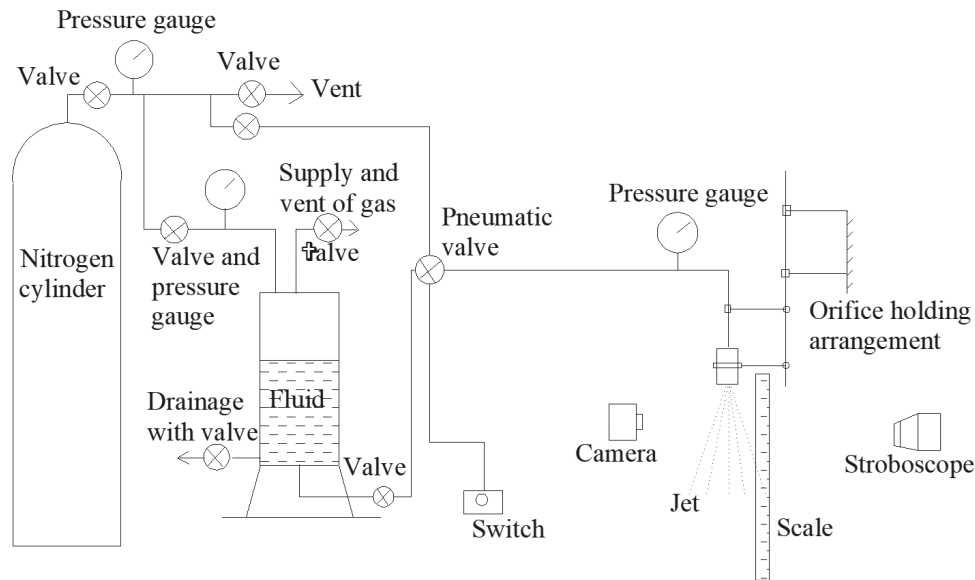 Pressure gauge
Valve
Valve
Vent
Supply and
vent of gas
valve
Pressure gauge
Pneumatic
valve
Nitrogen
cylinder
Valve and
pressure
gauge
Orifice holding
arrangement
Fluid
Drainage
with valve
Valve
Camera
Stroboscope
Switch
Jet
Scale